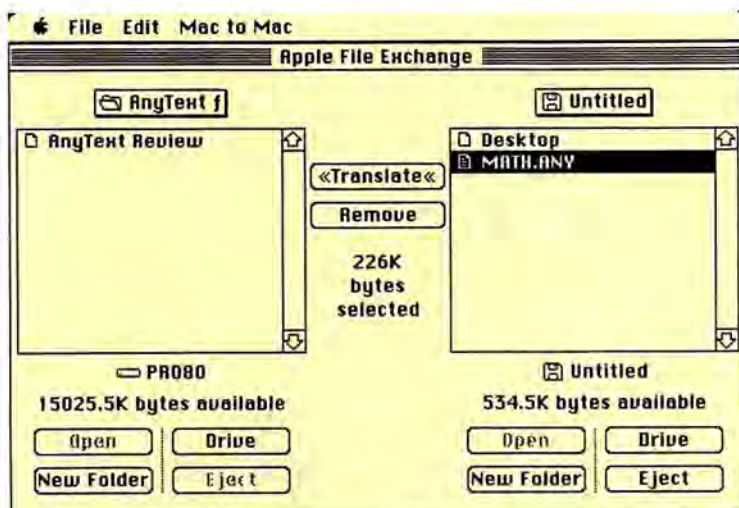 File Edit Mac to Mac
Apple File Exchange
AnyText ƒ
Untitled
AnyText Review
Desktop
MATH.ANY
«Translate«
Remove
226K
bytes
selected
PRO80
Untitled
15025.5K bytes available
534.5K bytes available
Open Drive
Open Drive
New Folder Eject
New Folder Eject